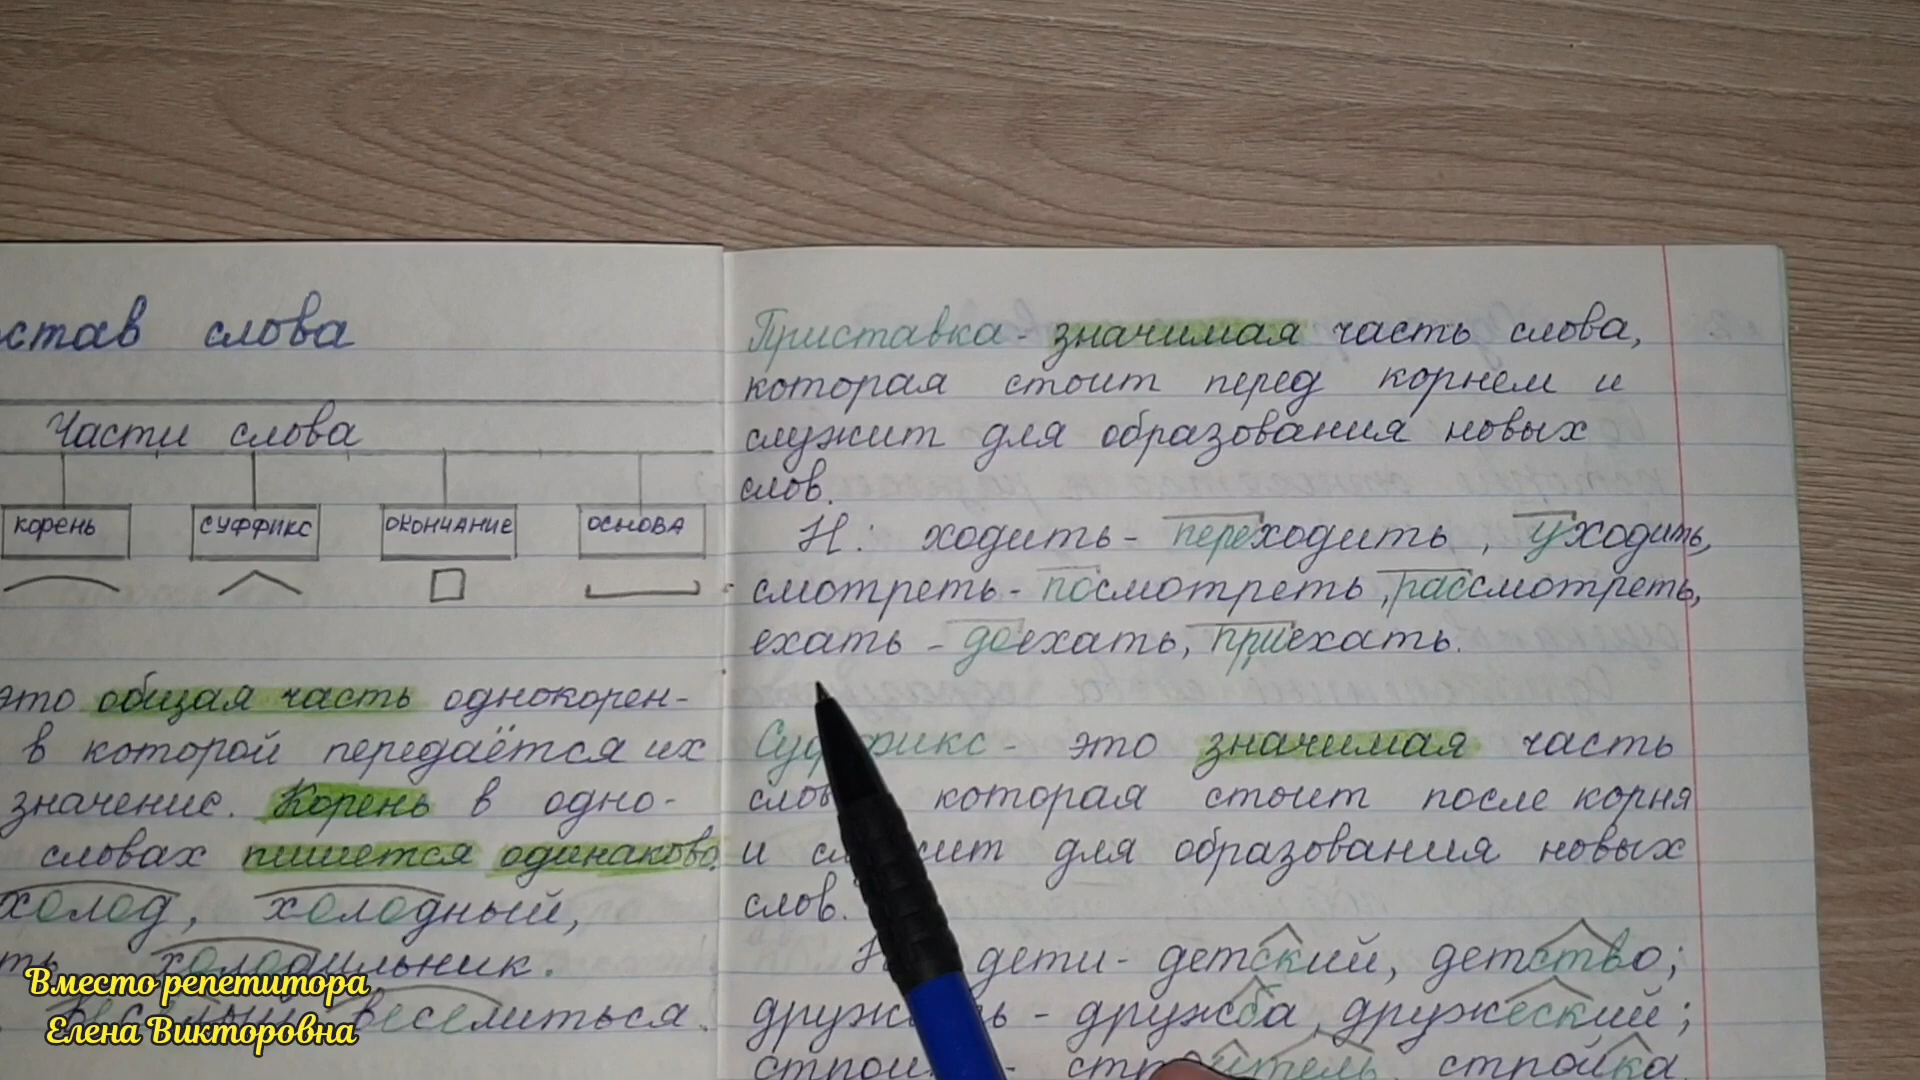 остав слова
Части слова
корень суффикс окончание основа
это общая часть однокорен-
в которой передаётся их
значение. Корень в одно-
словах пишется одинаково.
холод, холодный,
ть холодильник.
веселиться.
Приставка - значимая часть слова,
которая стоит перед корнем и
служит для образования новых
слов.
Н: ходить - переходить, уходить,
смотреть - посмотреть, рассмотреть,
ехать - доехать, приехать.
Суффикс - это значимая часть
которая стоит после корня
и для образования новых
слов.
дети - детский, детство;
- дружба, дружеский;
стройка.
Вместо репетитора
Елена Викторовна